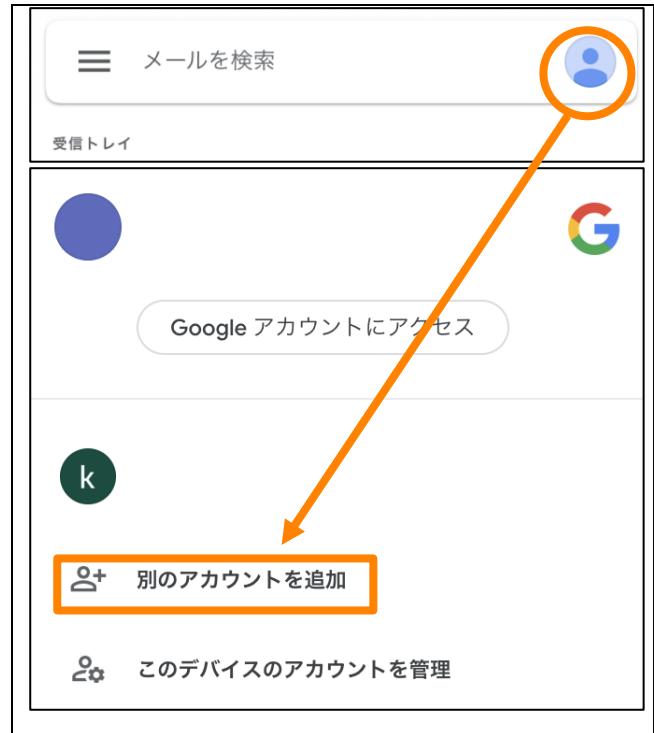 メールを検索
受信トレイ
G
Google アカウントにアクセス
k
別のアカウントを追加
このデバイスのアカウントを管理